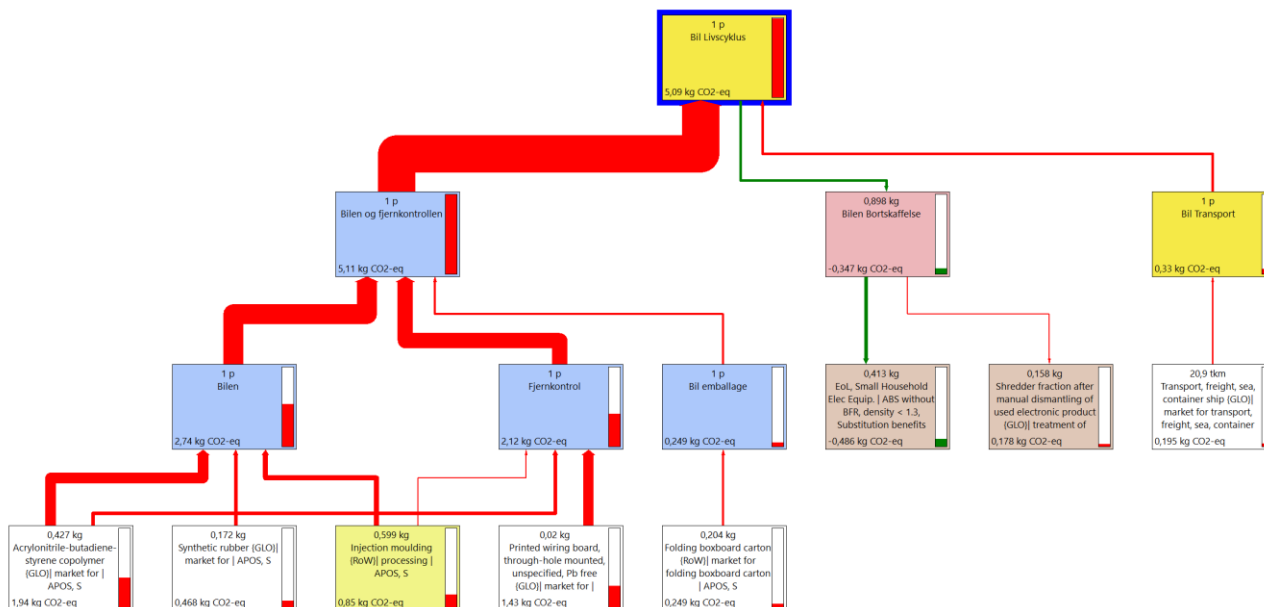 1 p
Bil Livscyklus
5,09 kg CO2-eq
1 p
Bilen og fjernkontrollen
5,11 kg CO2-eq
0,898 kg
Bilen Bortskaffelse
-0,347 kg CO2-eq
1 p
Bil Transport
0,33 kg CO2-eq
1 p
Bilen
2,74 kg CO2-eq
1 p
Fjernkontrol
2,12 kg CO2-eq
1 p
Bil emballage
0,249 kg CO2-eq
0,413 kg
EoL, Small Household
Elec Equip. | ABS without
BFR, density < 1.3,
Substitution benefits
-0,486 kg CO2-eq
0,158 kg
Shredder fraction after
manual dismantling of
used electronic product
{GLO}| treatment of
0,178 kg CO2-eq
20,9 tkm
Transport, freight, sea,
container ship {GLO}|
market for transport,
freight, sea, container
0,195 kg CO2-eq
0,427 kg
Acrylonitrile-butadiene-
styrene copolymer
{GLO}| market for |
APOS, S
1,94 kg CO2-eq
0,172 kg
Synthetic rubber {GLO}|
market for | APOS, S
0,468 kg CO2-eq
0,599 kg
Injection moulding
{RoW}| processing |
APOS, S
0,85 kg CO2-eq
0,02 kg
Printed wiring board,
through-hole mounted,
unspecified, Pb free
{GLO}| market for |
1,43 kg CO2-eq
0,204 kg
Folding boxboard carton
{RoW}| market for
folding boxboard carton
| APOS, S
0,249 kg CO2-eq